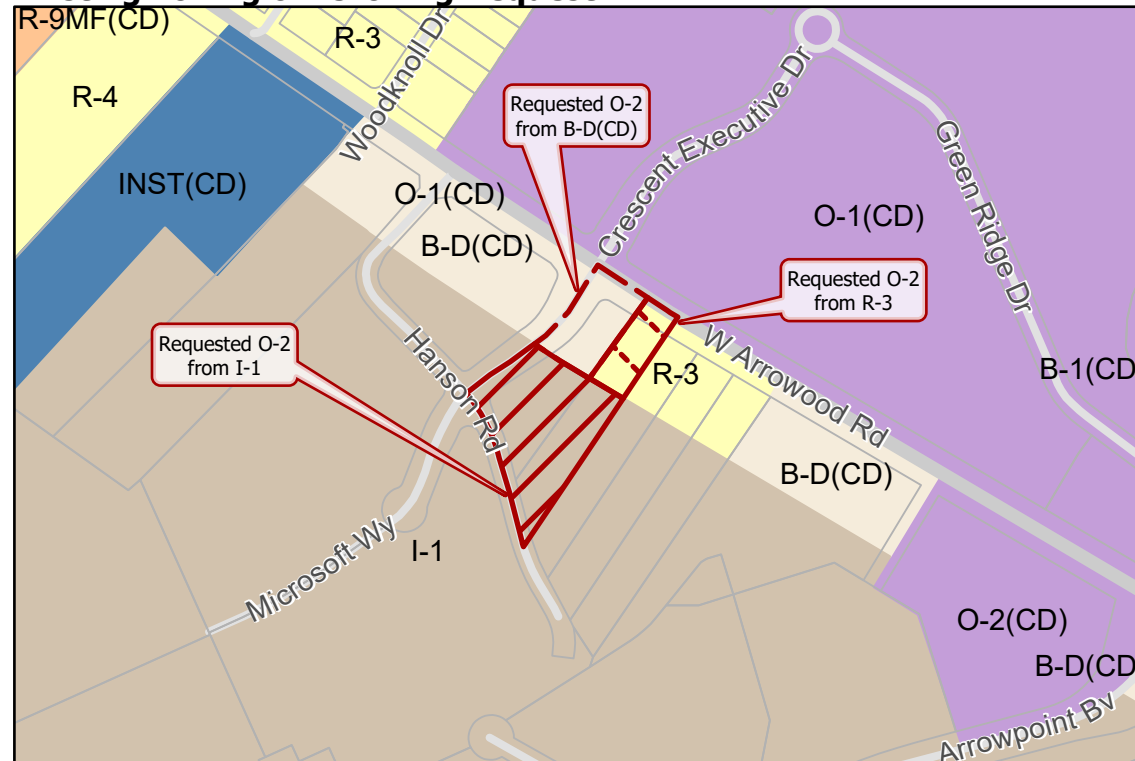 R-9MF(CD)
R-3
Woodknoll Dr
R-4
Crescent Executive Dr
Requested O-2
from B-D(CD)
Green Ridge Dr
INST(CD)
O-1(CD)
O-1(CD)
B-D(CD)
Requested O-2
from R-3
Requested O-2
from I-1
Hanson Rd
W Arrowood Rd
R-3
B-1(CD
B-D(CD)
Microsoft Wy
I-1
O-2(CD)
B-D(CD
Arrowpoint Bv